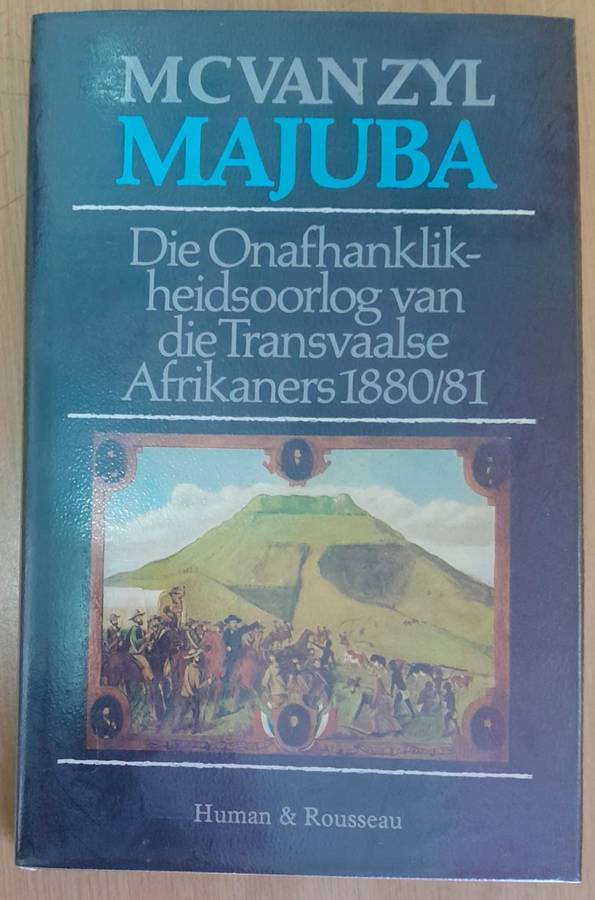 M C VAN ZYL
MAJUBA
Die Onafhanklik-
heidsoorlog van
die Transvaalse
Afrikaners 1880/81
Human & Rousseau